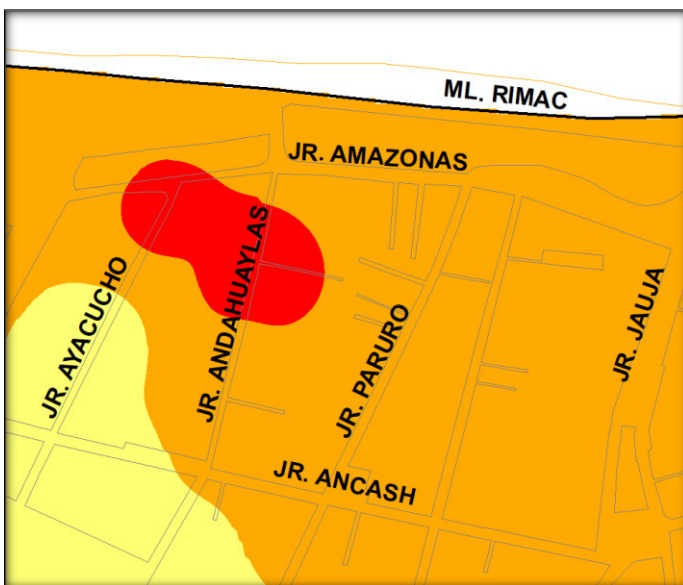 ML. RIMAC
JR. AMAZONAS
JR. AYACUCHO
JR. ANDAHUAYLAS
JR. PARURO
JR. JAUJA
JR. ANCASH